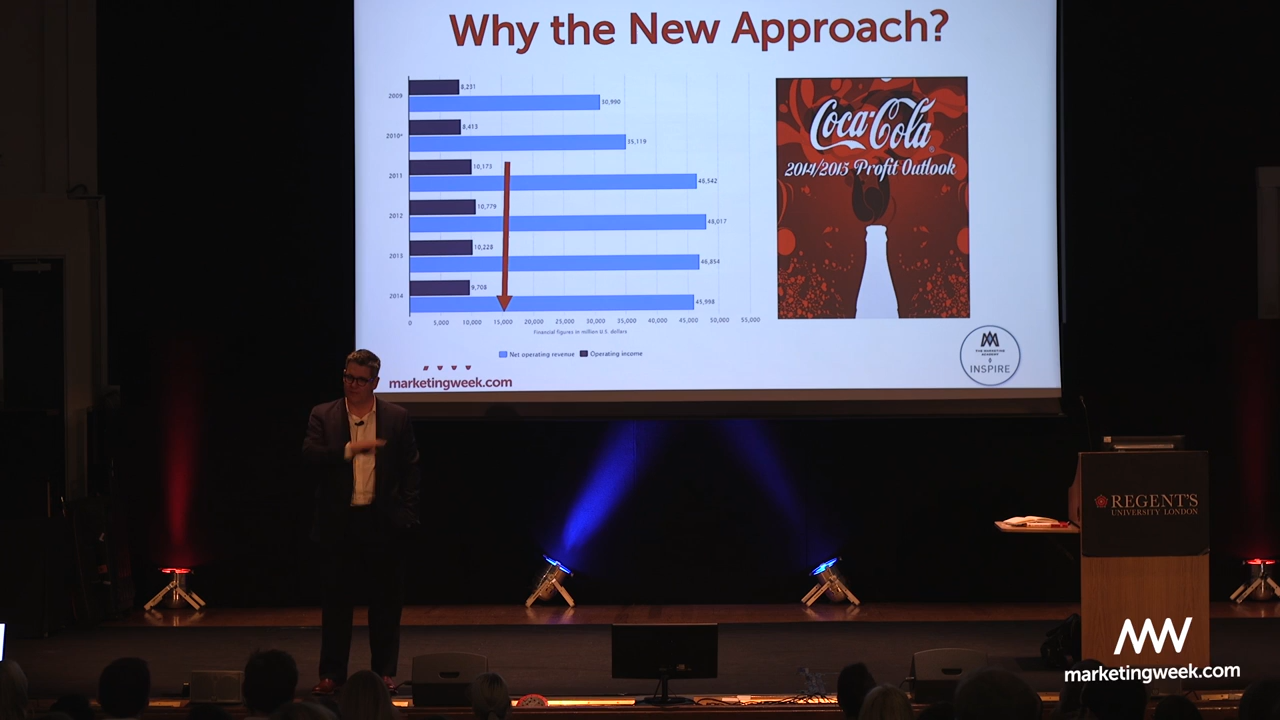 Why the New Approach?
2009
8,231
30,990
2010*
8,413
35,119
2011
10,173
46,542
2012
10,779
48,017
2013
10,228
46,854
2014
9,708
45,998
0 5,000 10,000 15,000 20,000 25,000 30,000 35,000 40,000 45,000 50,000 55,000
Financial figures in million U.S. dollars
Net operating revenue Operating income
marketingweek.com
Coca-Cola
2014/2015 Profit Outlook
THE MARKETING
ACADEMY
INSPIRE
REGENT'S
UNIVERSITY LONDON
marketingweek.com